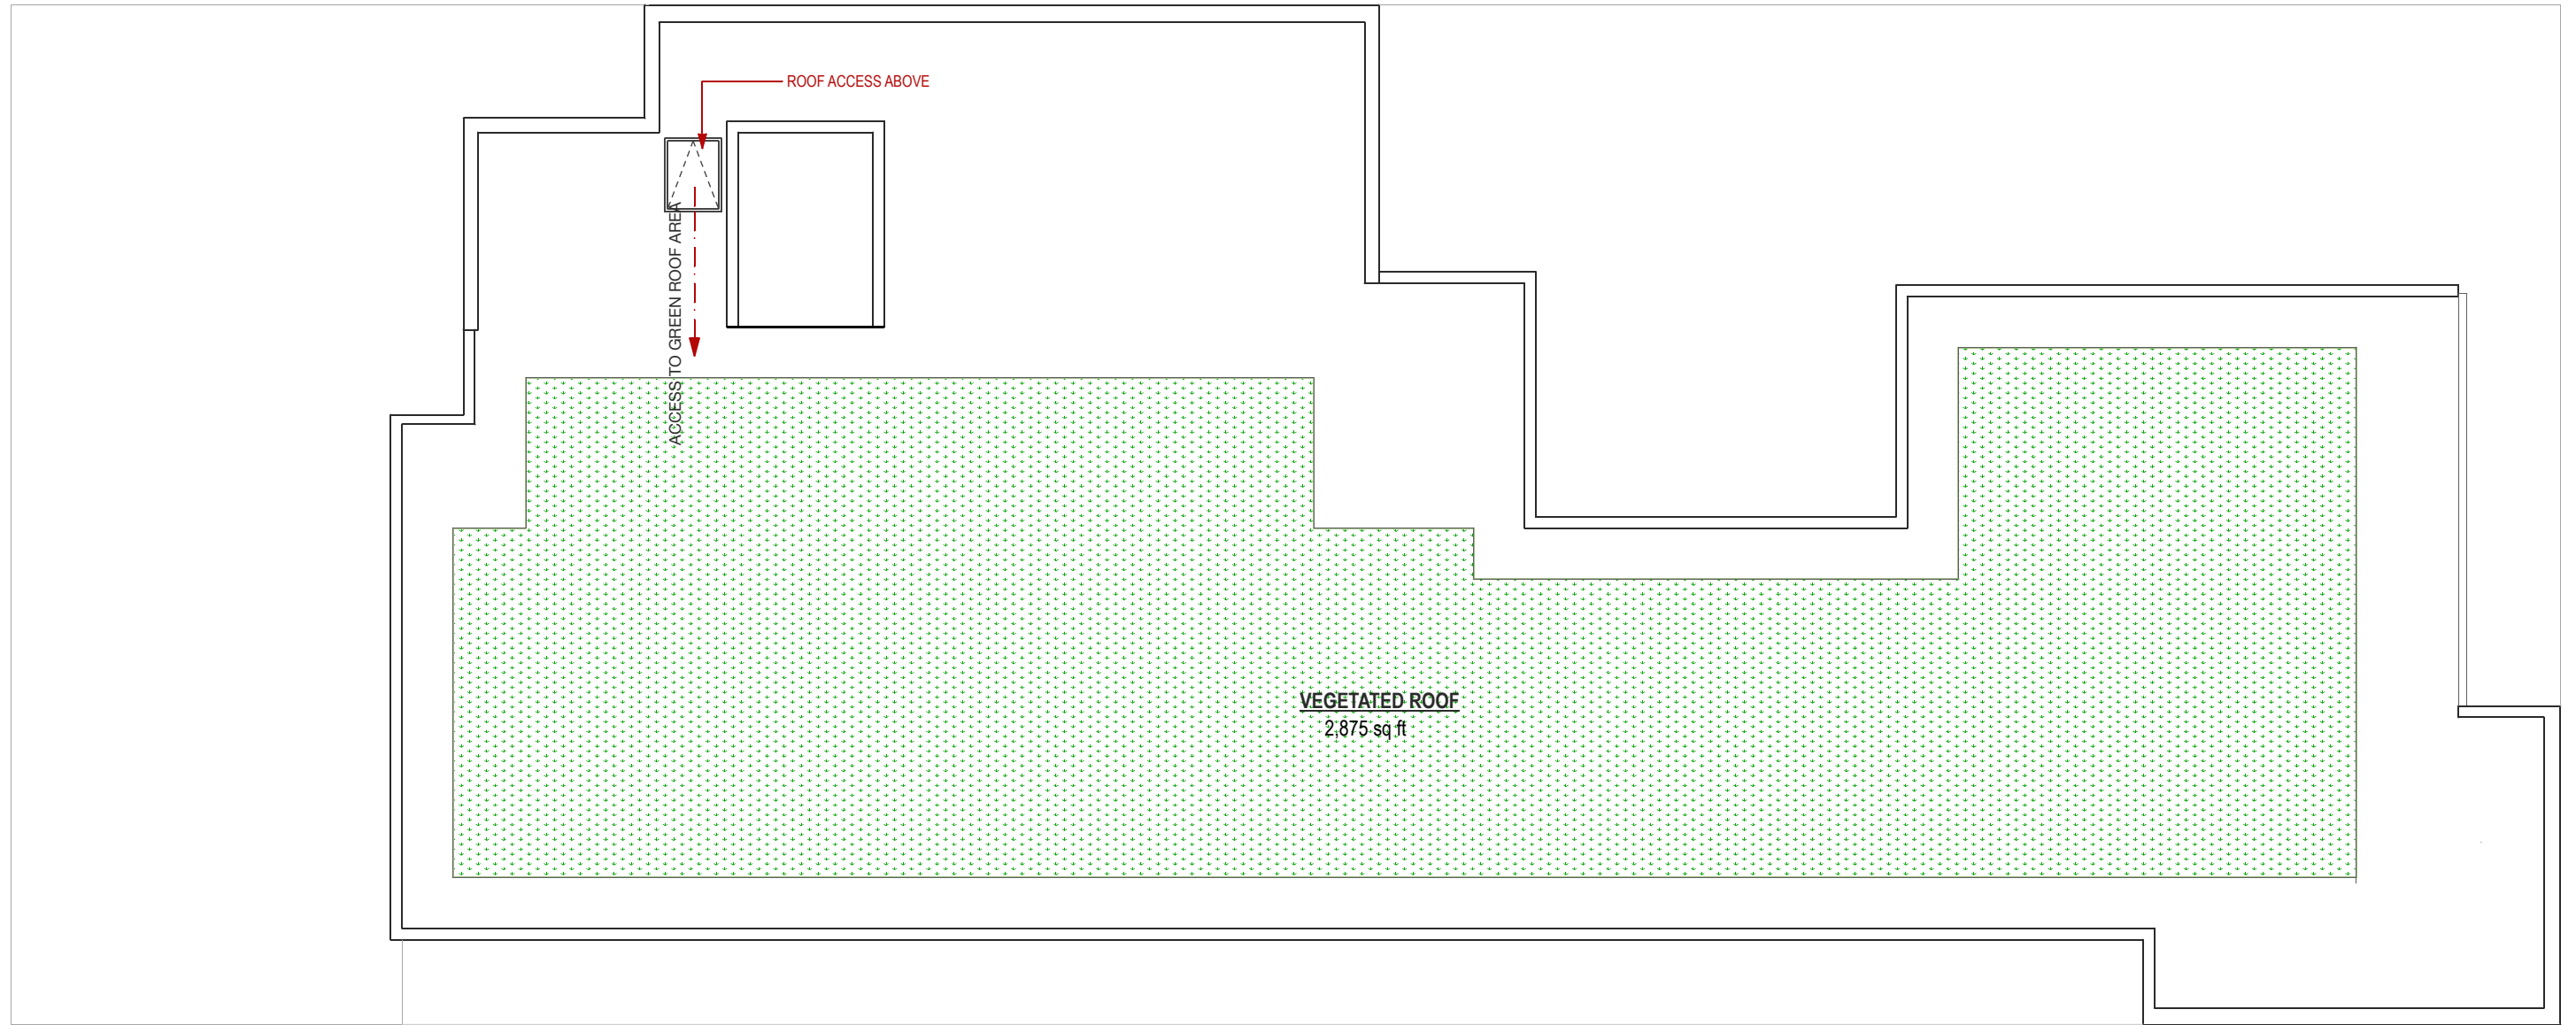 ROOF ACCESS ABOVE
ACCESS TO GREEN ROOF AREA
VEGETATED ROOF
2,875 sq ft